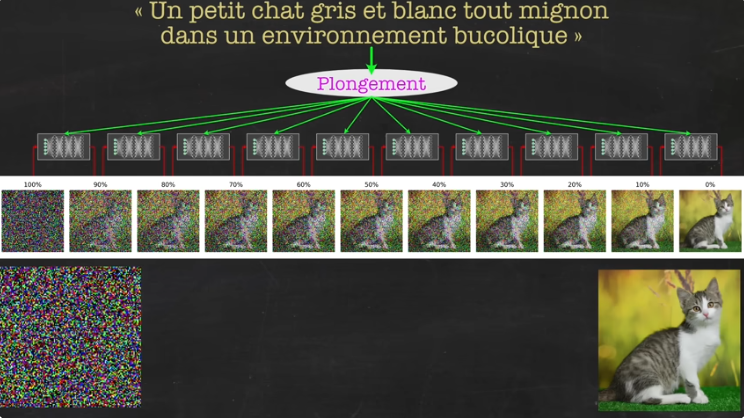 « Un petit chat gris et blanc tout mignon
dans un environnement bucolique »
Plongement
100% 90% 80% 70% 60% 50% 40% 30% 20% 10% 0%